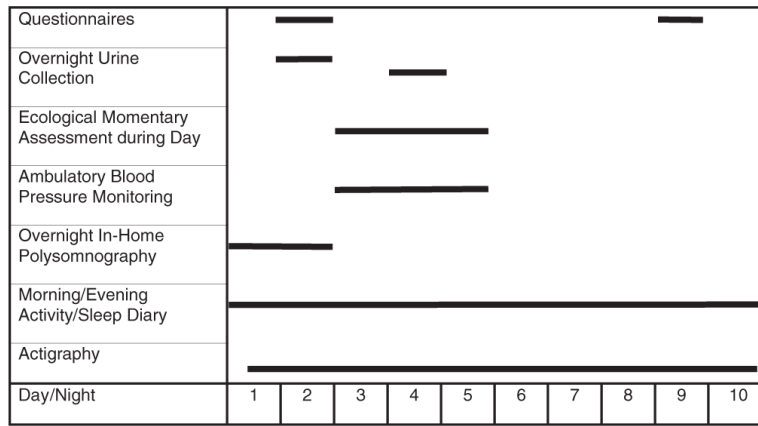 Questionnaires
Overnight Urine
Collection
Ecological Momentary
Assessment during Day
Ambulatory Blood
Pressure Monitoring
Overnight In-Home
Polysomnography
Morning/Evening
Activity/Sleep Diary
Actigraphy
Day/Night 1 2 3 4 5 6 7 8 9 10